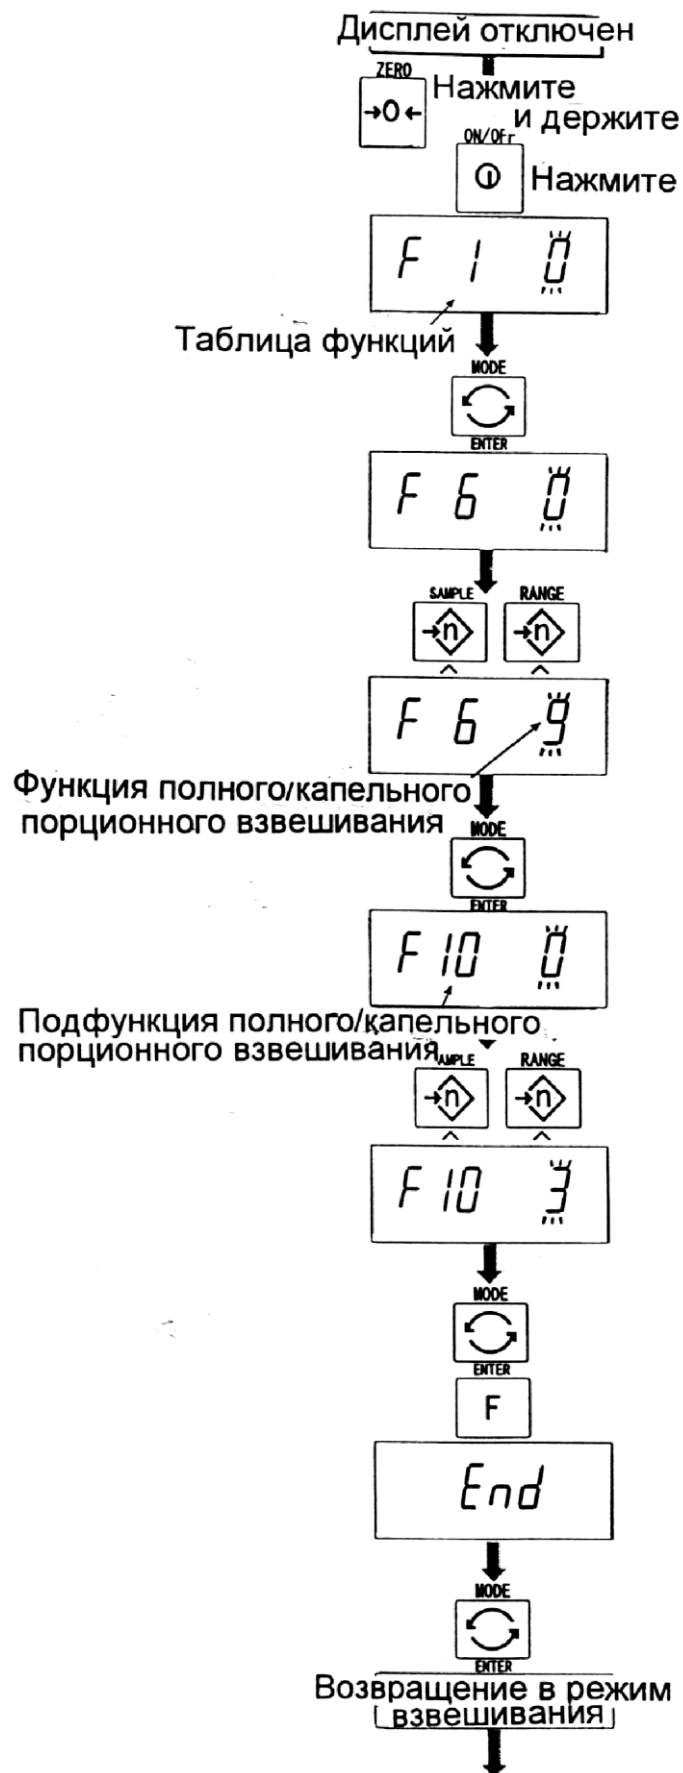 Дисплей отключен
ZERO
Нажмите
→0←
и держите
ON/OFF
Нажмите
F 1 0
Таблица функций
MODE
ENTER
F 6 0
SAMPLE RANGE
→n →n
F 6 9
Функция полного/капельного
порционного взвешивания
MODE
ENTER
F 10 0
Подфункция полного/капельного
порционного взвешивания
AMPLE RANGE
→n →n
F 10 3
MODE
ENTER
F
End
MODE
ENTER
Возвращение в режим
взвешивания